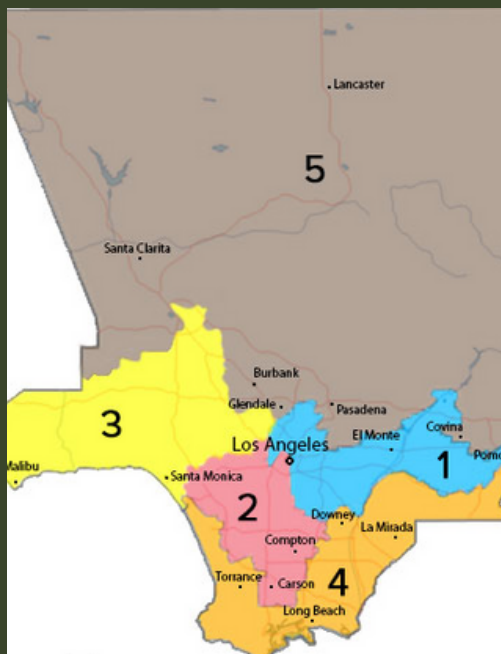 Lancaster
5
Santa Clarita
Burbank
Glendale
Pasadena
3
Los Angeles
El Monte
Covina
1
Pomo
Malibu
Santa Monica
2
Downey
La Mirada
Compton
Torrance
Carson
4
Long Beach